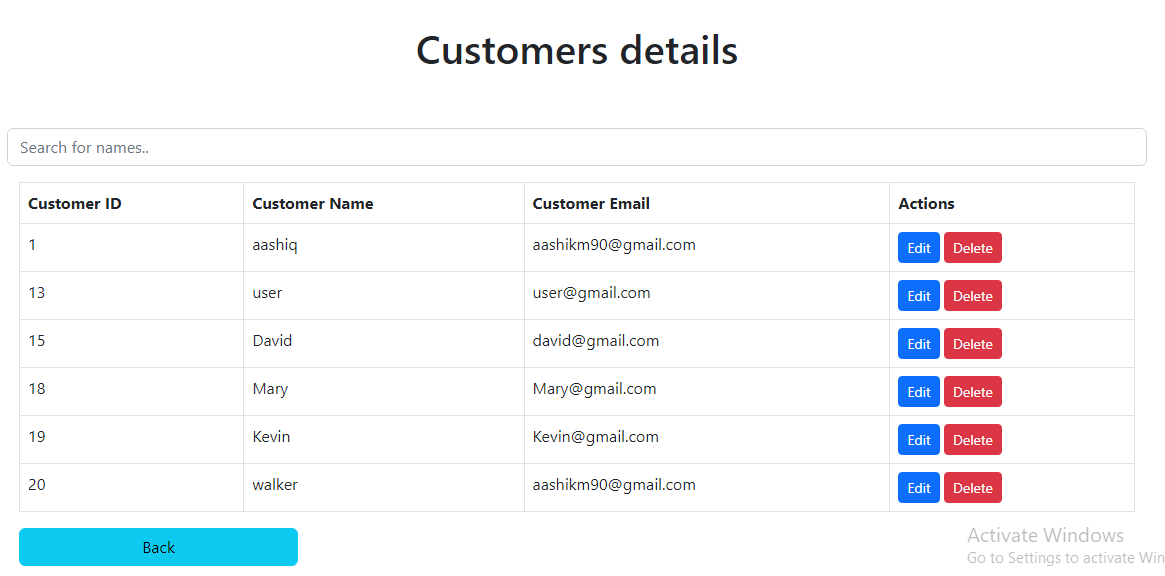 Customers details
Search for names..
Customer ID Customer Name Customer Email Actions
1 aashiq aashikm90@gmail.com Edit Delete
13 user user@gmail.com Edit Delete
15 David david@gmail.com Edit Delete
18 Mary Mary@gmail.com Edit Delete
19 Kevin Kevin@gmail.com Edit Delete
20 walker aashikm90@gmail.com Edit Delete
Back
Activate Windows
Go to Settings to activate Win